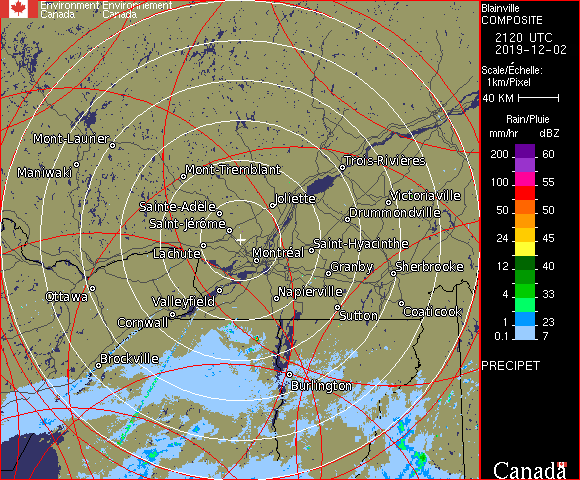 Environment Environnement
Canada Canada
Blainville
COMPOSITE
2120 UTC
2019-12-02
Scale/Échelle:
1km/Pixel
40 KM
Rain/Pluie
mm/hr dBZ
200 60
100 55
50 50
24 45
12 40
4 33
1 23
0.1 7
PRECIPET
Mont-Laurier
Maniwaki
Mont-Tremblant
Trois-Rivières
Joliette
Victoriaville
Sainte-Adèle
Drummondville
Saint-Jérôme
Saint-Hyacinthe
Lachute
Montréal
Granby
Sherbrooke
Ottawa
Valleyfield
Napierville
Cornwall
Sutton
Coaticook
Brockville
Burlington
Canada